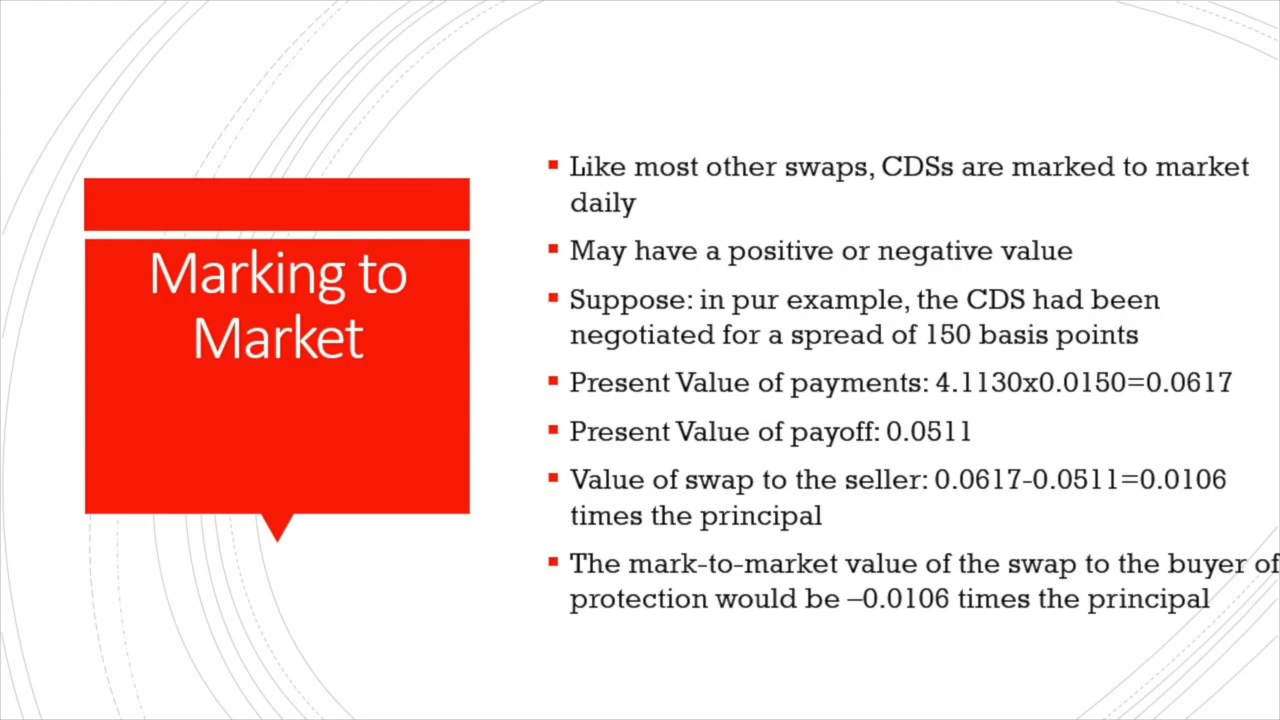 Marking to
Market
Like most other swaps, CDSs are marked to market
daily
May have a positive or negative value
Suppose: in pur example, the CDS had been
negotiated for a spread of 150 basis points
Present Value of payments: 4.1130x0.0150=0.0617
Present Value of payoff: 0.0511
Value of swap to the seller: 0.0617-0.0511=0.0106
times the principal
The mark-to-market value of the swap to the buyer of
protection would be –0.0106 times the principal